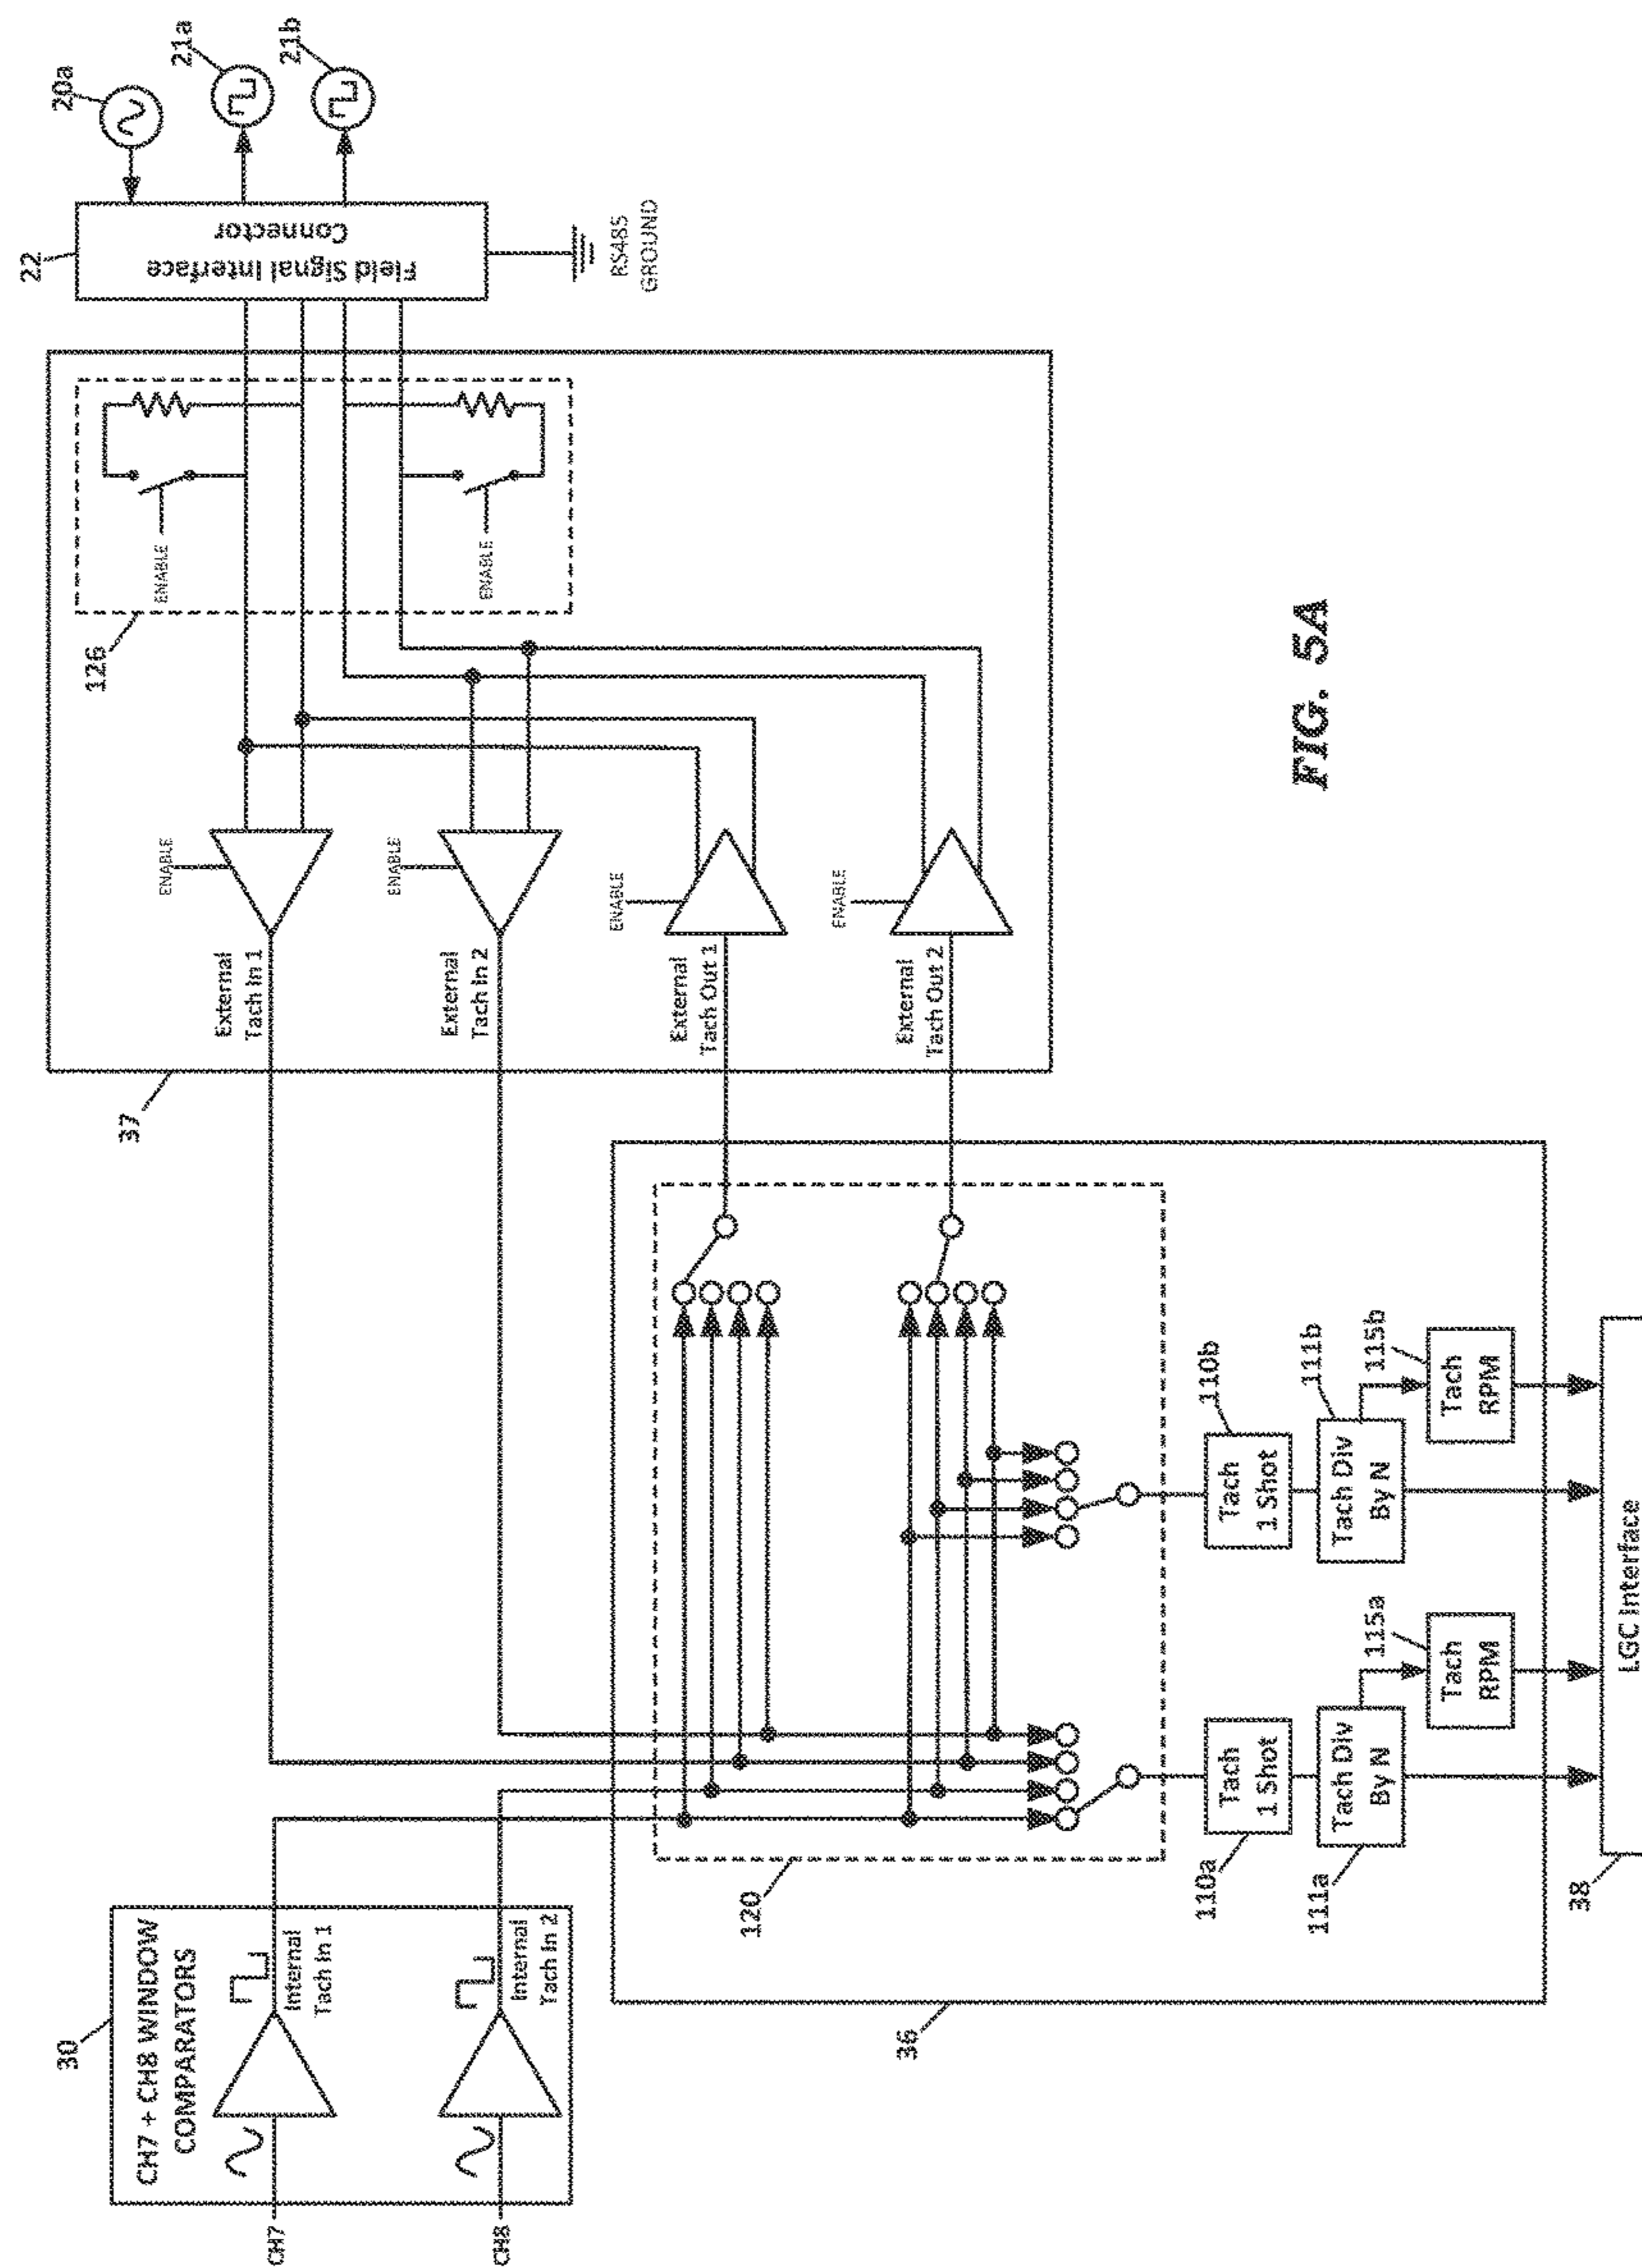 30
CH7 + CH8 WINDOW
COMPARATORS
CH7
Internal
Tach In 1
CH8
Internal
Tach In 2
37
External
Tach In 1
ENABLE
External
Tach In 2
ENABLE
External
Tach Out 1
ENABLE
External
Tach Out 2
ENABLE
126
ENABLE
ENABLE
22
Field Signal Interface
Connector
20a
21a
21b
RS485
GROUND
36
120
110a
Tach
1 Shot
110b
Tach
1 Shot
111a
Tach Div
By N
111b
Tach Div
By N
115a
Tach
RPM
115b
Tach
RPM
38
LGC Interface
FIG. 5A